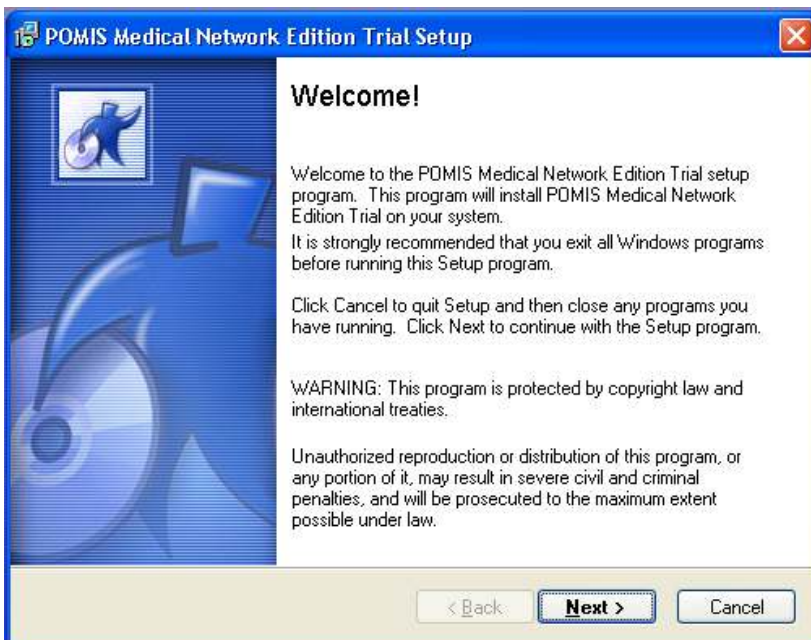 POMIS Medical Network Edition Trial Setup
Welcome!
Welcome to the POMIS Medical Network Edition Trial setup
program. This program will install POMIS Medical Network
Edition Trial on your system.
It is strongly recommended that you exit all Windows programs
before running this Setup program.
Click Cancel to quit Setup and then close any programs you
have running. Click Next to continue with the Setup program.
WARNING: This program is protected by copyright law and
international treaties.
Unauthorized reproduction or distribution of this program, or
any portion of it, may result in severe civil and criminal
penalties, and will be prosecuted to the maximum extent
possible under law.
< Back Next > Cancel